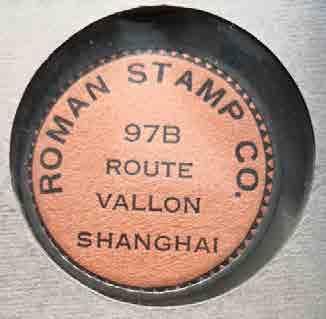 ROMAN STAMP CO.
97B
ROUTE
VALLON
SHANGHAI